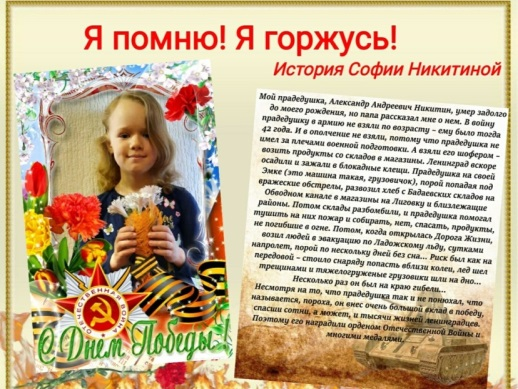 Я помню! Я горжусь!
История Софии Никитиной
Мой прадедушка, Александр Андреевич Никитин, умер задолго
до моего рождения, но папа рассказал мне о нем. В войну
прадедушку в армию не взяли по возрасту – ему было тогда
42 года. И в ополчение не взяли, потому что прадедушка не
имел за плечами военной подготовки. А взяли его шофером –
возить продукты со складов в магазины. Ленинград вскоре
осадили и зажали в блокадные клещи. Прадедушка на своей
Эмке (это машина такая, грузовичок), порой попадая под
вражеские обстрелы, развозил хлеб с Бадаевских складов на
Обводном канале в магазины на Лиговку и близлежащие
районы. Потом склады разбомбили, и прадедушка помогал
тушить на них пожар и собирать, нет, спасать, продукты,
не погибшие в огне. Потом, когда открылась Дорога Жизни,
возил людей в эвакуацию по Ладожскому льду, сутками
напролет, порой по нескольку дней без сна... Риск был как на
передовой – стоило снаряду попасть вблизи колеи, лед шел
трещинами и тяжелогруженые грузовики шли на дно...
Несколько раз он был на краю гибели...
Несмотря на то, что прадедушка так и не понюхал, что
называется, пороха, он внес очень большой вклад в победу,
спасши сотни, а может, и тысячи жизней ленинградцев.
Поэтому его наградили орденом Отечественной Войны и
многими медалями.
ОТЕЧЕСТВЕННАЯ ВОЙНА
С Днём Победы